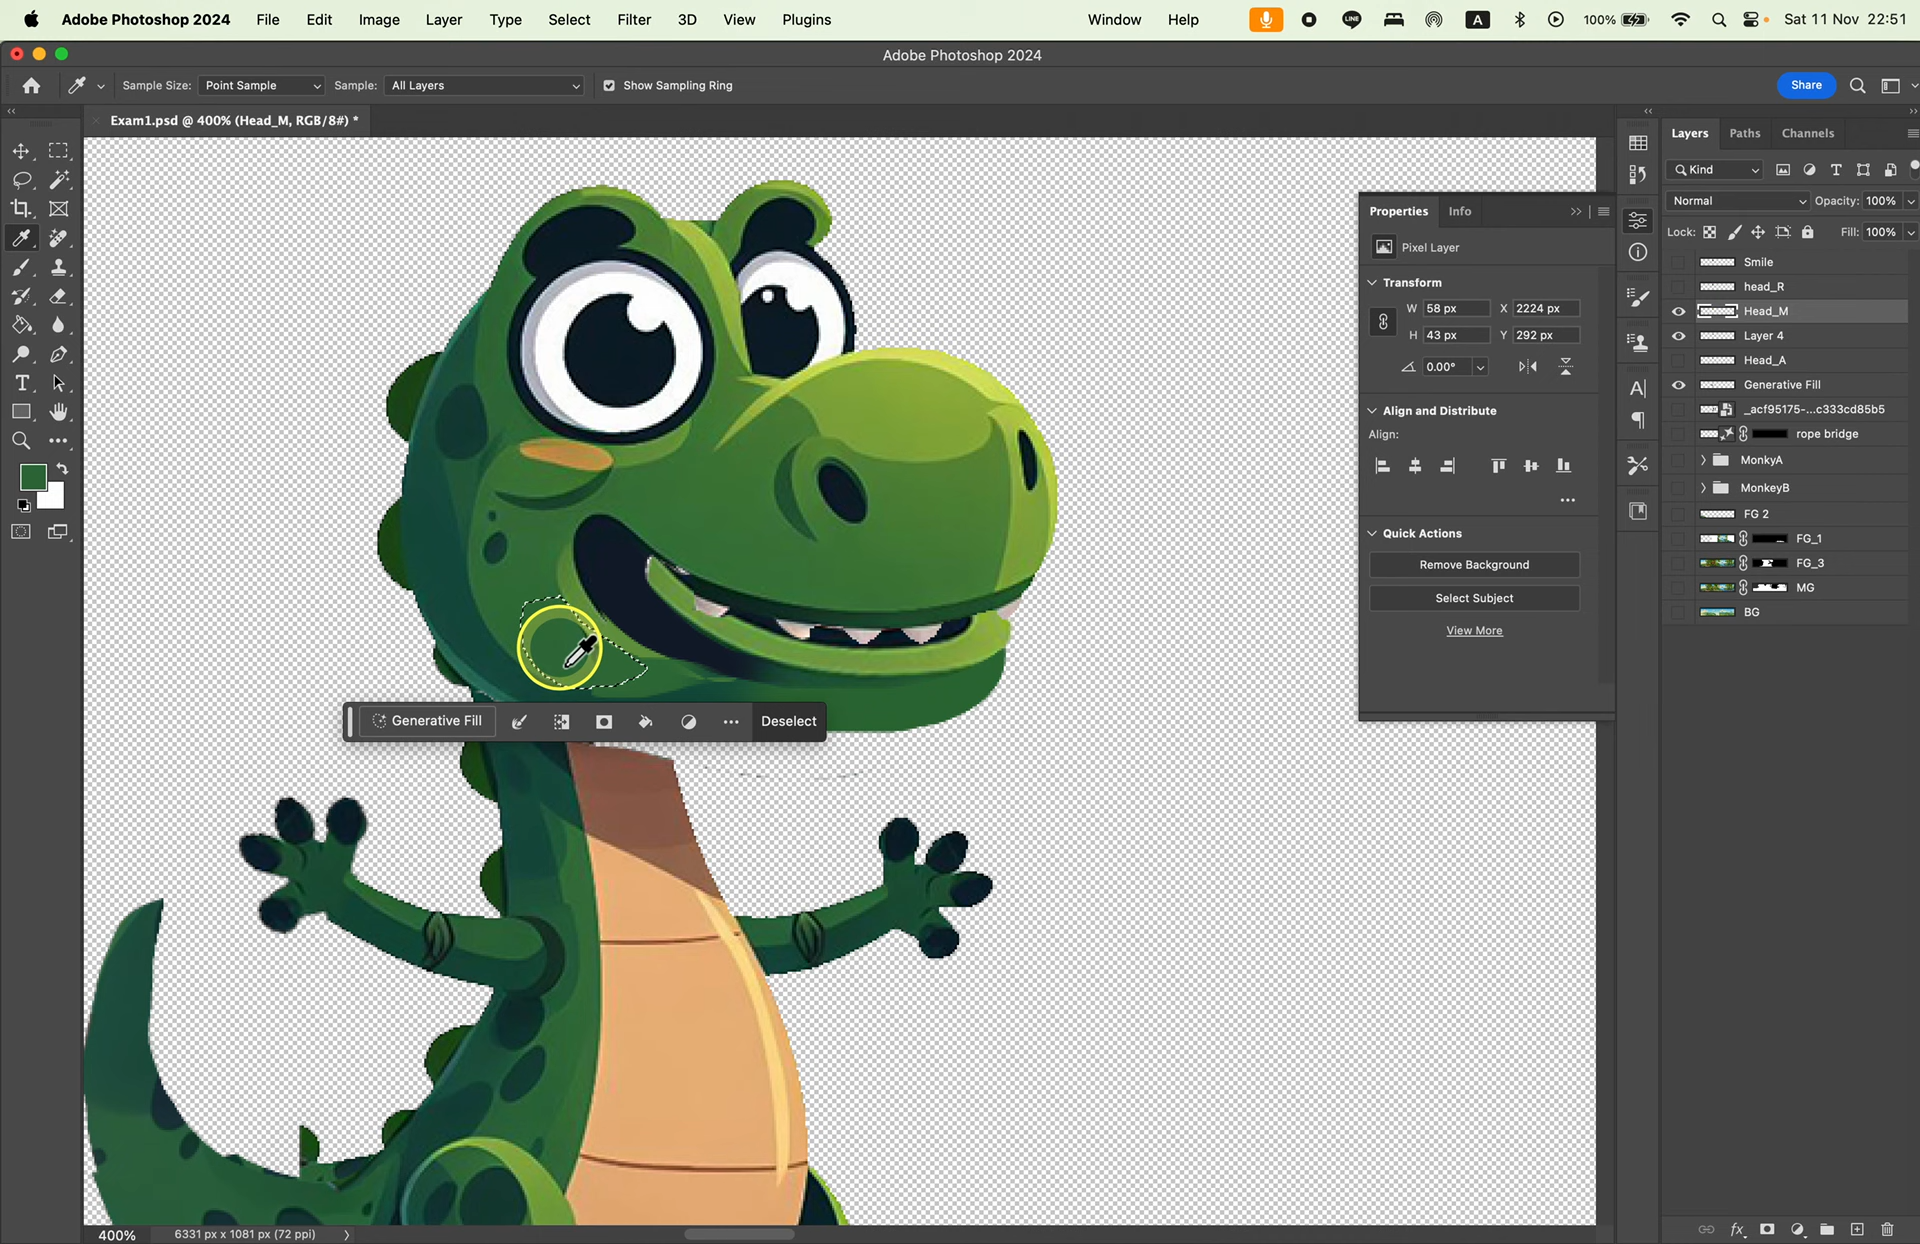 Adobe Photoshop 2024 File Edit Image Layer Type Select Filter 3D View Plugins Window Help LINE A 100% Sat 11 Nov 22:51
Adobe Photoshop 2024
Sample Size: Point Sample Sample: All Layers Show Sampling Ring Share
Exam1.psd @ 400% (Head_M, RGB/8#) *
Layers Paths Channels
Kind
Normal Opacity: 100%
Lock: Fill: 100%
Smile
head_R
Head_M
Layer 4
Head_A
Generative Fill
_acf95175-...c333cd85b5
rope bridge
MonkyA
MonkeyB
FG 2
FG_1
FG_3
MG
BG
Properties Info
Pixel Layer
Transform
W 58 px X 2224 px
H 43 px Y 292 px
0.00°
Align and Distribute
Align:
Quick Actions
Remove Background
Select Subject
View More
Generative Fill Deselect
400% 6331 px x 1081 px (72 ppi)